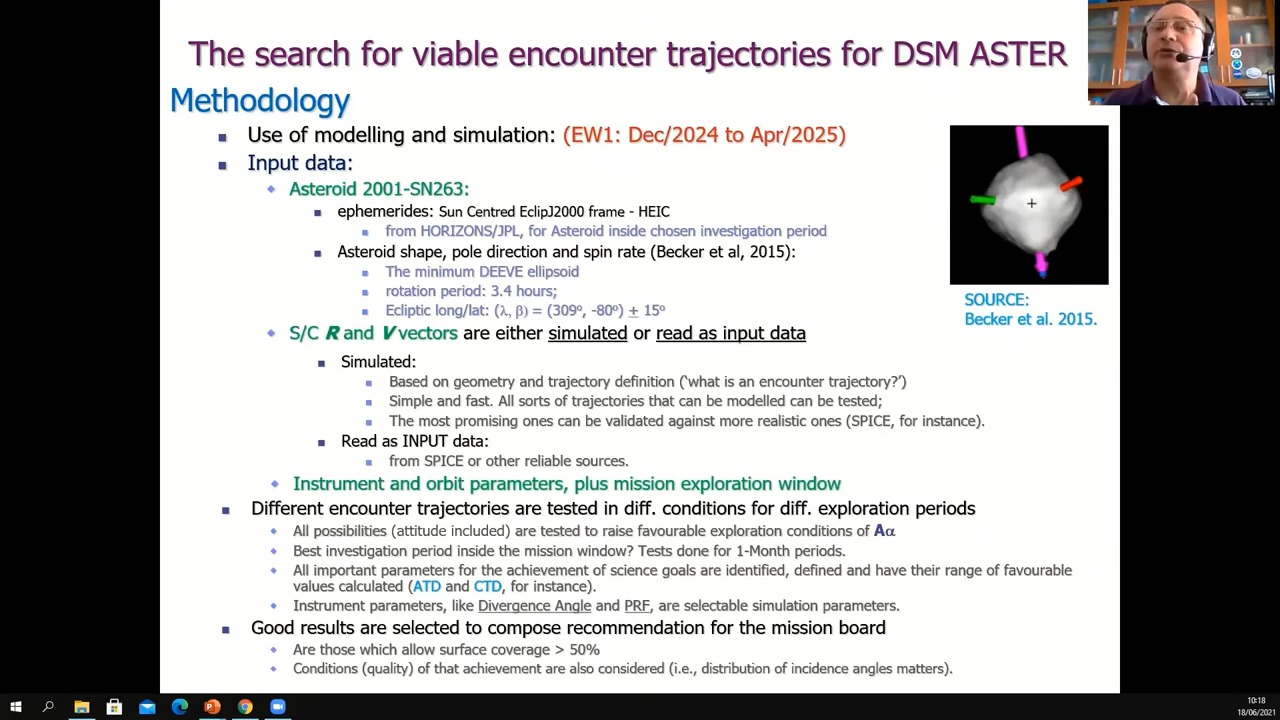 The search for viable encounter trajectories for DSM ASTER
Methodology
Use of modelling and simulation: (EW1: Dec/2024 to Apr/2025)
Input data:
Asteroid 2001-SN263:
ephemerides: Sun Centred EclipJ2000 frame - HEIC
from HORIZONS/JPL, for Asteroid inside chosen investigation period
Asteroid shape, pole direction and spin rate (Becker et al, 2015):
The minimum DEEVE ellipsoid
rotation period: 3.4 hours;
Ecliptic long/lat: (λ, β) = (309º, -80º) ± 15º
SOURCE:
Becker et al. 2015.
S/C R and V vectors are either simulated or read as input data
Simulated:
Based on geometry and trajectory definition (‘what is an encounter trajectory?’)
Simple and fast. All sorts of trajectories that can be modelled can be tested;
The most promising ones can be validated against more realistic ones (SPICE, for instance).
Read as INPUT data:
from SPICE or other reliable sources.
Instrument and orbit parameters, plus mission exploration window
Different encounter trajectories are tested in diff. conditions for diff. exploration periods
All possibilities (attitude included) are tested to raise favourable exploration conditions of Aα
Best investigation period inside the mission window? Tests done for 1-Month periods.
All important parameters for the achievement of science goals are identified, defined and have their range of favourable
values calculated (ATD and CTD, for instance).
Instrument parameters, like Divergence Angle and PRF, are selectable simulation parameters.
Good results are selected to compose recommendation for the mission board
Are those which allow surface coverage > 50%
Conditions (quality) of that achievement are also considered (i.e., distribution of incidence angles matters).
10:18
18/06/2021